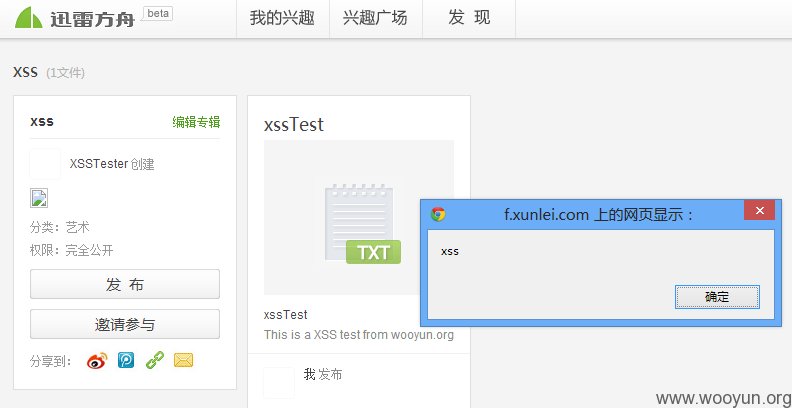 迅雷方舟 beta
我的兴趣 兴趣广场 发 现
XSS (1文件)
xss 编辑专辑
XSSTester 创建
分类：艺术
权限：完全公开
发 布
邀请参与
分享到：
xssTest
TXT
xssTest
This is a XSS test from wooyun.org
我 发布
f.xunlei.com 上的网页显示：
xss
确定
www.wooyun.org